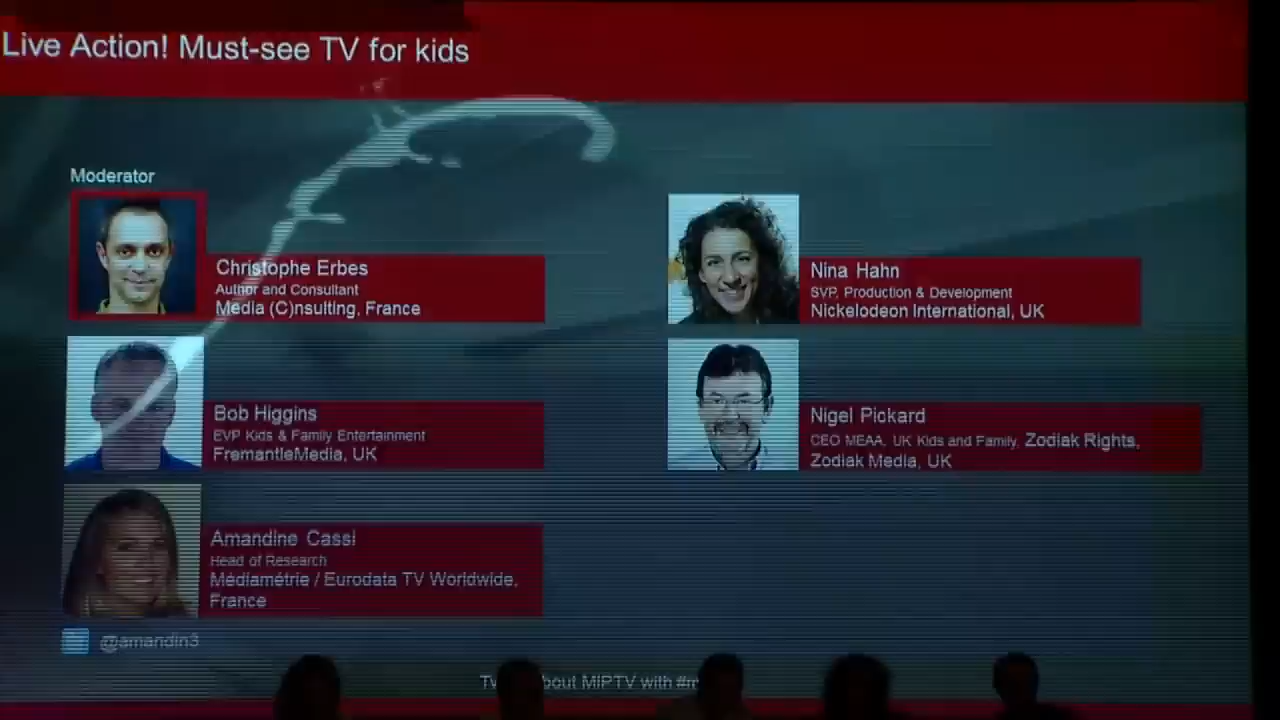 Live Action! Must-see TV for kids
Moderator
Christophe Erbes
Author and Consultant
Media (C)nsulting, France
Nina Hahn
SVP, Production & Development
Nickelodeon International, UK
Bob Higgins
EVP Kids & Family Entertainment
FremantleMedia, UK
Nigel Pickard
CEO MEAA, UK Kids and Family, Zodiak Rights,
Zodiak Media, UK
Amandine Cassi
Head of Research
Médiamétrie / Eurodata TV Worldwide,
France
@amandin3
bout MIPTV with